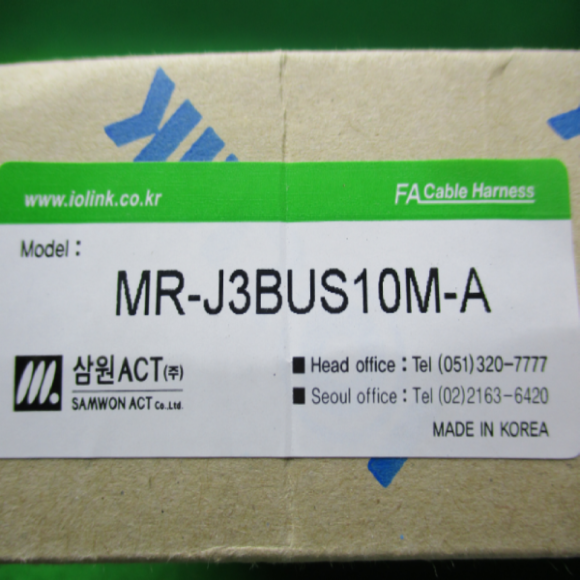 www.iolink.co.kr
FA Cable Harness
Model :
MR-J3BUS10M-A
삼원ACT(주)
SAMWON ACT Co.,Ltd.
■ Head office : Tel (051)320-7777
■ Seoul office : Tel (02)2163-6420
MADE IN KOREA